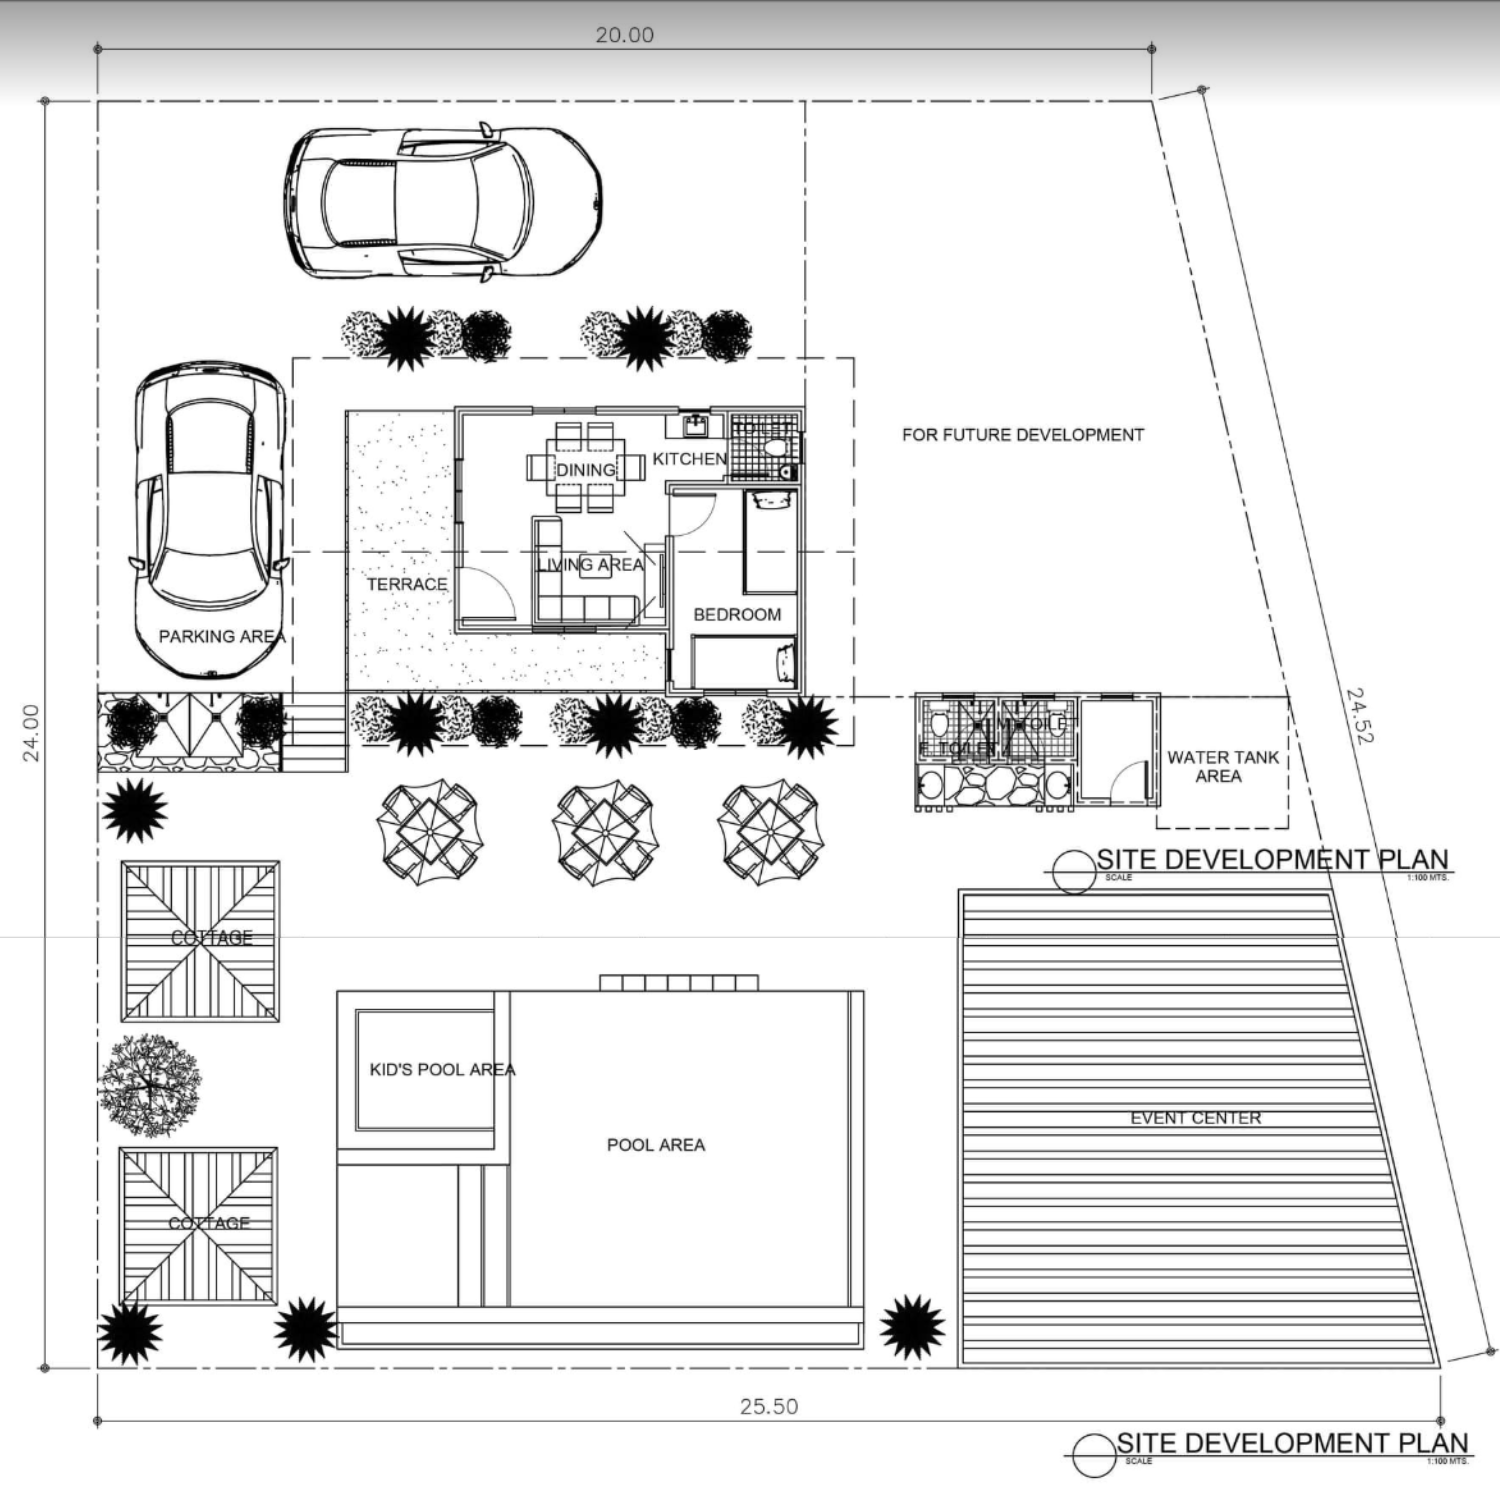 20.00
FOR FUTURE DEVELOPMENT
KITCHEN
DINING
LIVING AREA
TERRACE
BEDROOM
PARKING AREA
24.00
24.52
M. TOILET
F. TOILET
WATER TANK
AREA
SITE DEVELOPMENT PLAN
SCALE
1:100 MTS.
COTTAGE
KID'S POOL AREA
POOL AREA
EVENT CENTER
COTTAGE
25.50
SITE DEVELOPMENT PLAN
SCALE
1:100 MTS.